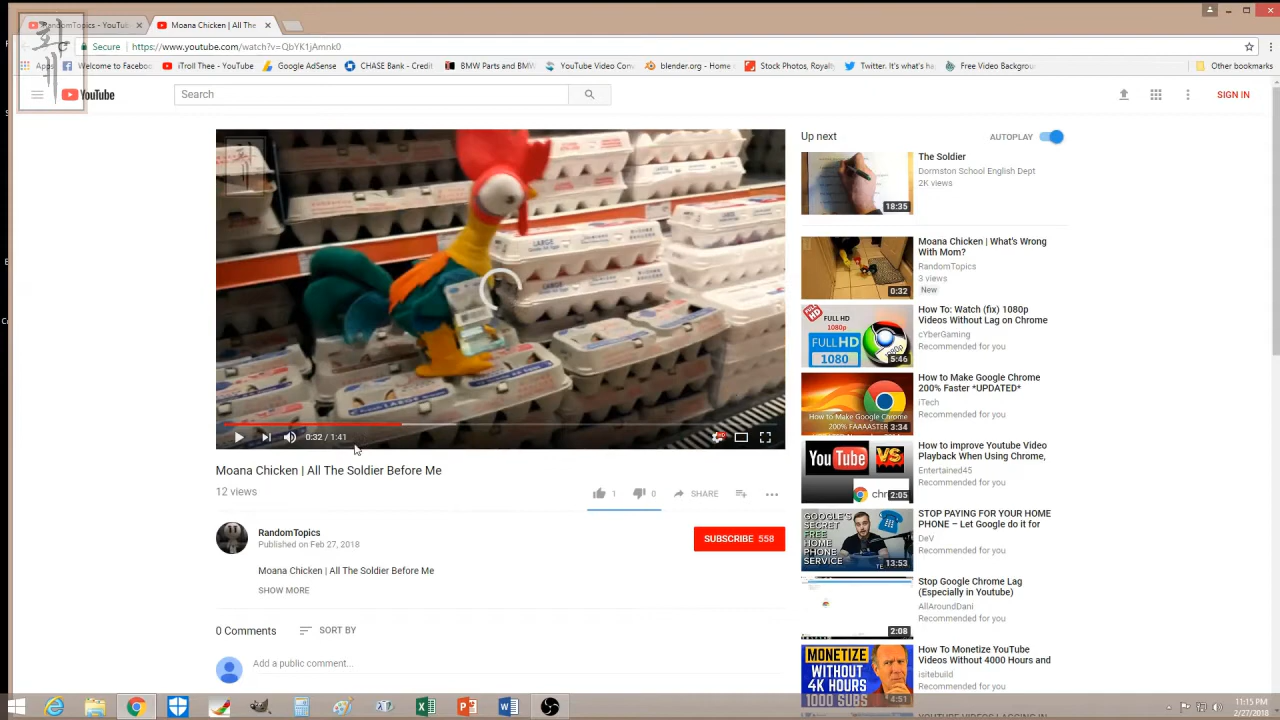 RandomTopics - YouTub
Moana Chicken | All The
Secure
https://www.youtube.com/watch?v=QbYK1jAmnk0
Apps
Welcome to Facebook
iTroll Thee - YouTube
Google AdSense
CHASE Bank - Credit
BMW Parts and BMW
YouTube Video Conv
blender.org - Home
Stock Photos, Royalty
Twitter. It's what's ha
Free Video Backgrou
Other bookmarks
화
YouTube
Search
SIGN IN
LARGE
Moana Chicken | All The Soldier Before Me
0:32 / 1:41
HD
12 views
1
0
SHARE
RandomTopics
Published on Feb 27, 2018
SUBSCRIBE 558
Moana Chicken | All The Soldier Before Me
SHOW MORE
0 Comments
SORT BY
Add a public comment...
Up next
AUTOPLAY
The Soldier
Dormston School English Dept
2K views
18:35
Moana Chicken | What's Wrong
With Mom?
RandomTopics
3 views
New
0:32
How To: Watch (fix) 1080p
Videos Without Lag on Chrome
cYberGaming
Recommended for you
FULL HD
1080p
FULL HD
1080
5:46
How to Make Google Chrome
200% Faster *UPDATED*
iTech
Recommended for you
How to Make Google Chrome
200% FAAAASTER
3:34
How to improve Youtube Video
Playback When Using Chrome,
Entertained45
Recommended for you
YouTube
VS
chr
2:05
STOP PAYING FOR YOUR HOME
PHONE – Let Google do it for
DeV
Recommended for you
GOOGLE'S
SECRET
FREE
HOME
PHONE
SERVICE
13:53
Stop Google Chrome Lag
(Especially in Youtube)
AllAroundDani
Recommended for you
2:08
How To Monetize YouTube
Videos Without 4000 Hours and
isitebuild
Recommended for you
MONETIZE
WITHOUT
4K HOURS
1000 SUBS
4:51
11:15 PM
2/27/2018